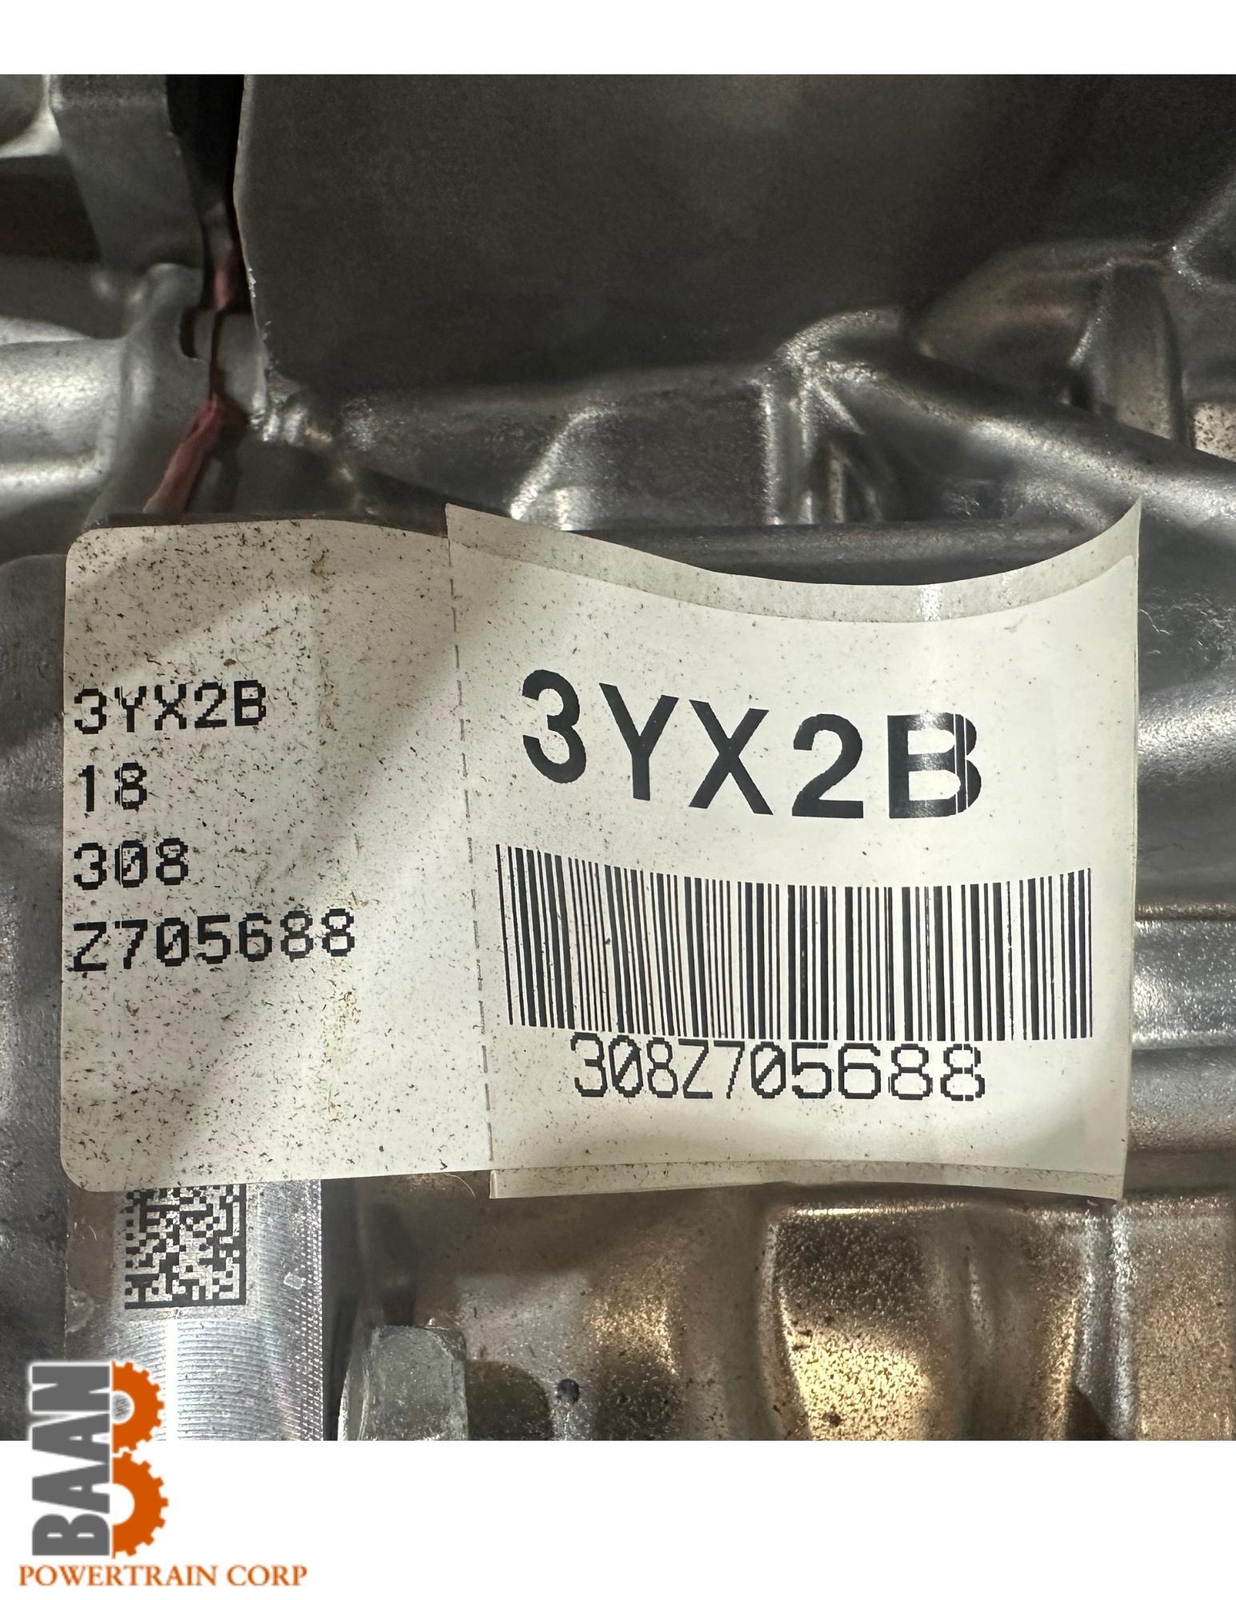 3YX2B
18
308
Z705688
3YX2B
308Z705688
BAAN
POWERTRAIN CORP